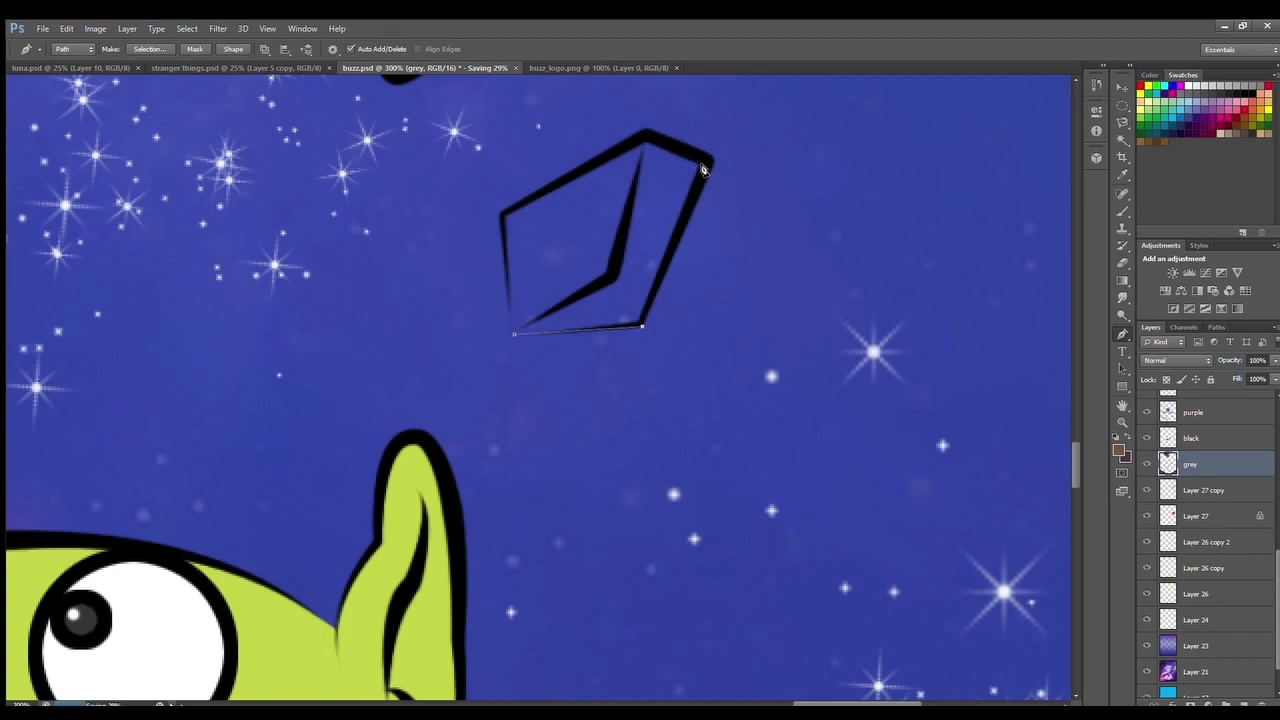 Ps File Edit Image Layer Type Select Filter 3D View Window Help
Path Make: Selection... Mask Shape Auto Add/Delete Align Edges Essentials
luna.psd @ 25% (Layer 10, RGB/8) × stranger things.psd @ 25% (Layer 5 copy, RGB/8) × buzz.psd @ 300% (grey, RGB/16) * - Saving 29% × buzz_logo.png @ 100% (Layer 0, RGB/8) ×
Color Swatches
Adjustments Styles
Add an adjustment
Layers Channels Paths
Kind
Normal Opacity: 100%
Lock: Fill: 100%
purple
black
grey
Layer 27 copy
Layer 27
Layer 26 copy 2
Layer 26 copy
Layer 26
Layer 24
Layer 23
Layer 21
300% Saving 29%